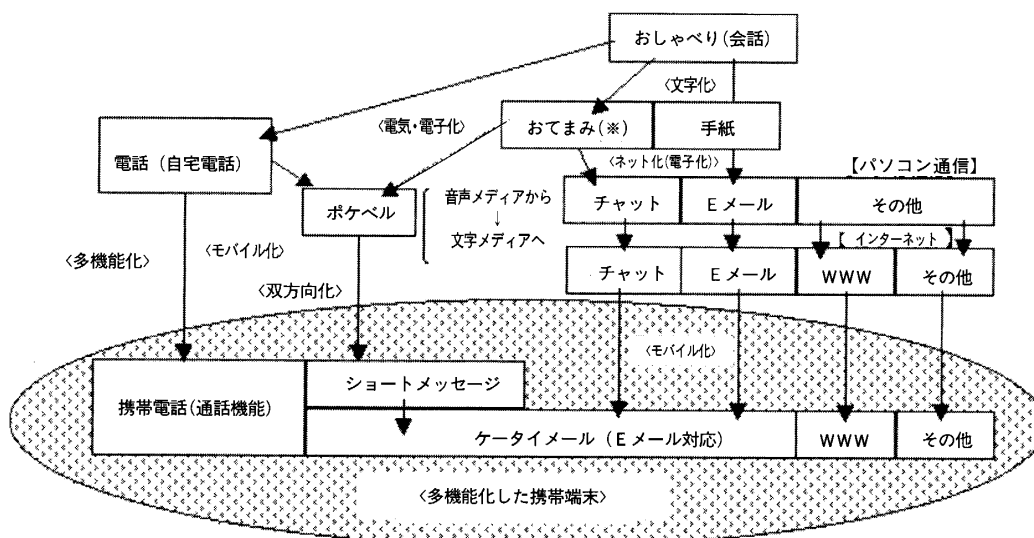 おしゃべり(会話)
〈文字化〉
〈電気・電子化〉
おてまみ(※)
手紙
電話（自宅電話）
〈ネット化(電子化)〉
【パソコン通信】
ポケベル
音声メディアから
↓
文字メディアへ
チャット
Eメール
その他
【 インターネット 】
〈多機能化〉
〈モバイル化〉
チャット
Eメール
WWW
その他
〈双方向化〉
〈モバイル化〉
ショートメッセージ
携帯電話(通話機能)
ケータイメール（Eメール対応）
WWW
その他
〈多機能化した携帯端末〉